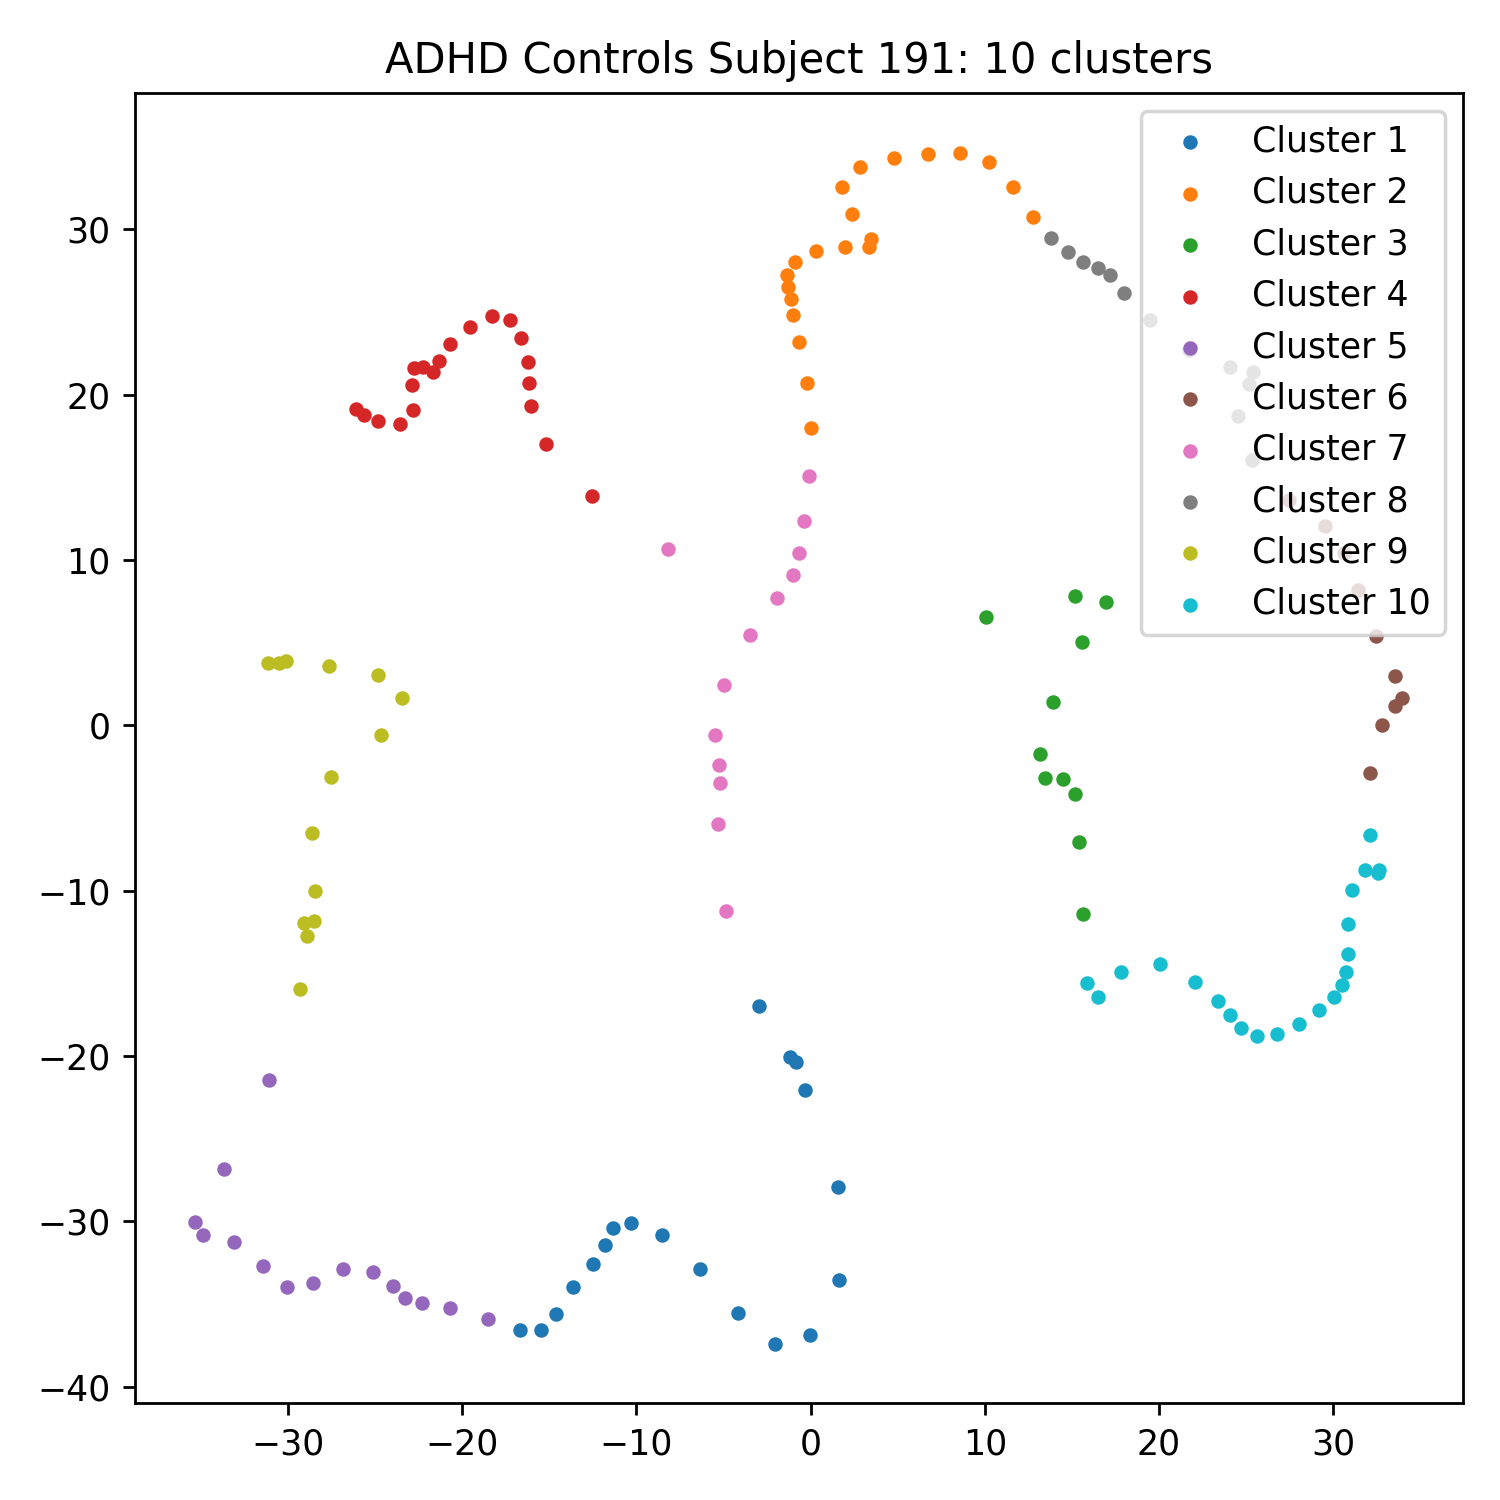 ADHD Controls Subject 191: 10 clusters
Cluster 1
Cluster 2
Cluster 3
Cluster 4
Cluster 5
Cluster 6
Cluster 7
Cluster 8
Cluster 9
Cluster 10
30
20
10
0
−10
−20
−30
−40
−30 −20 −10 0 10 20 30